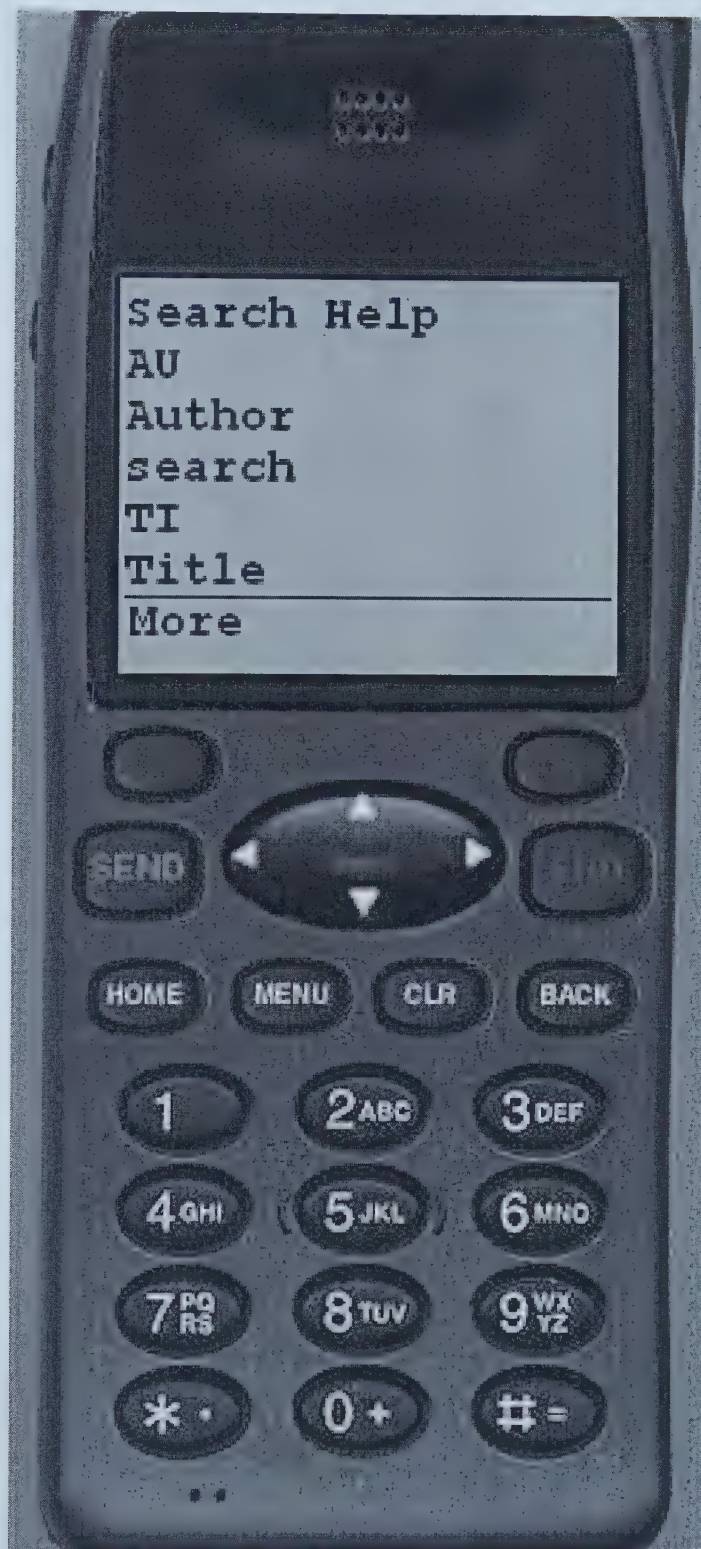 Search Help
AU
Author
search
TI
Title
More
SEND
HOME MENU CLR BACK
1 2ABC 3DEF
4GHI 5JKL 6MNO
7PQRS 8TUV 9WXYZ
* · 0+ #=